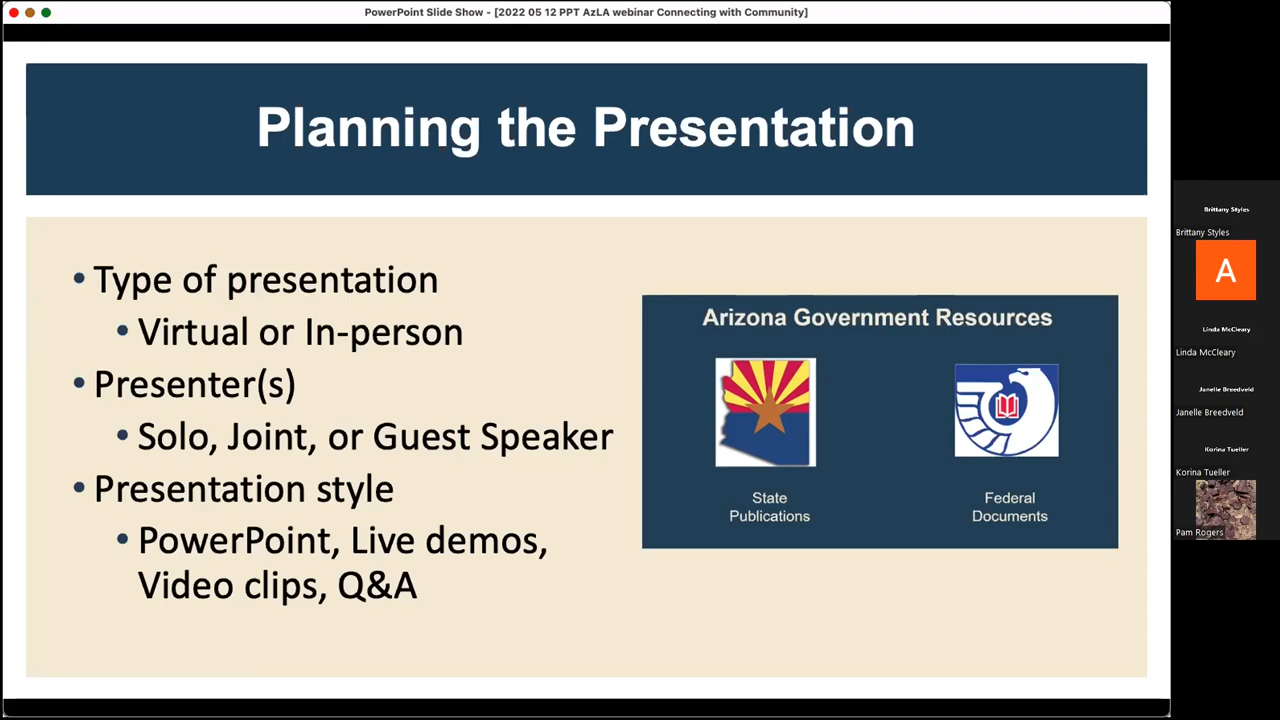 PowerPoint Slide Show - [2022 05 12 PPT AzLA webinar Connecting with Community]
Planning the Presentation
• Type of presentation
• Virtual or In-person
• Presenter(s)
• Solo, Joint, or Guest Speaker
• Presentation style
• PowerPoint, Live demos,
Video clips, Q&A
Arizona Government Resources
State
Publications
Federal
Documents
Brittany Styles
Brittany Styles
A
Linda McCleary
Linda McCleary
Janelle Breedveld
Janelle Breedveld
Korina Tueller
Korina Tueller
Pam Rogers